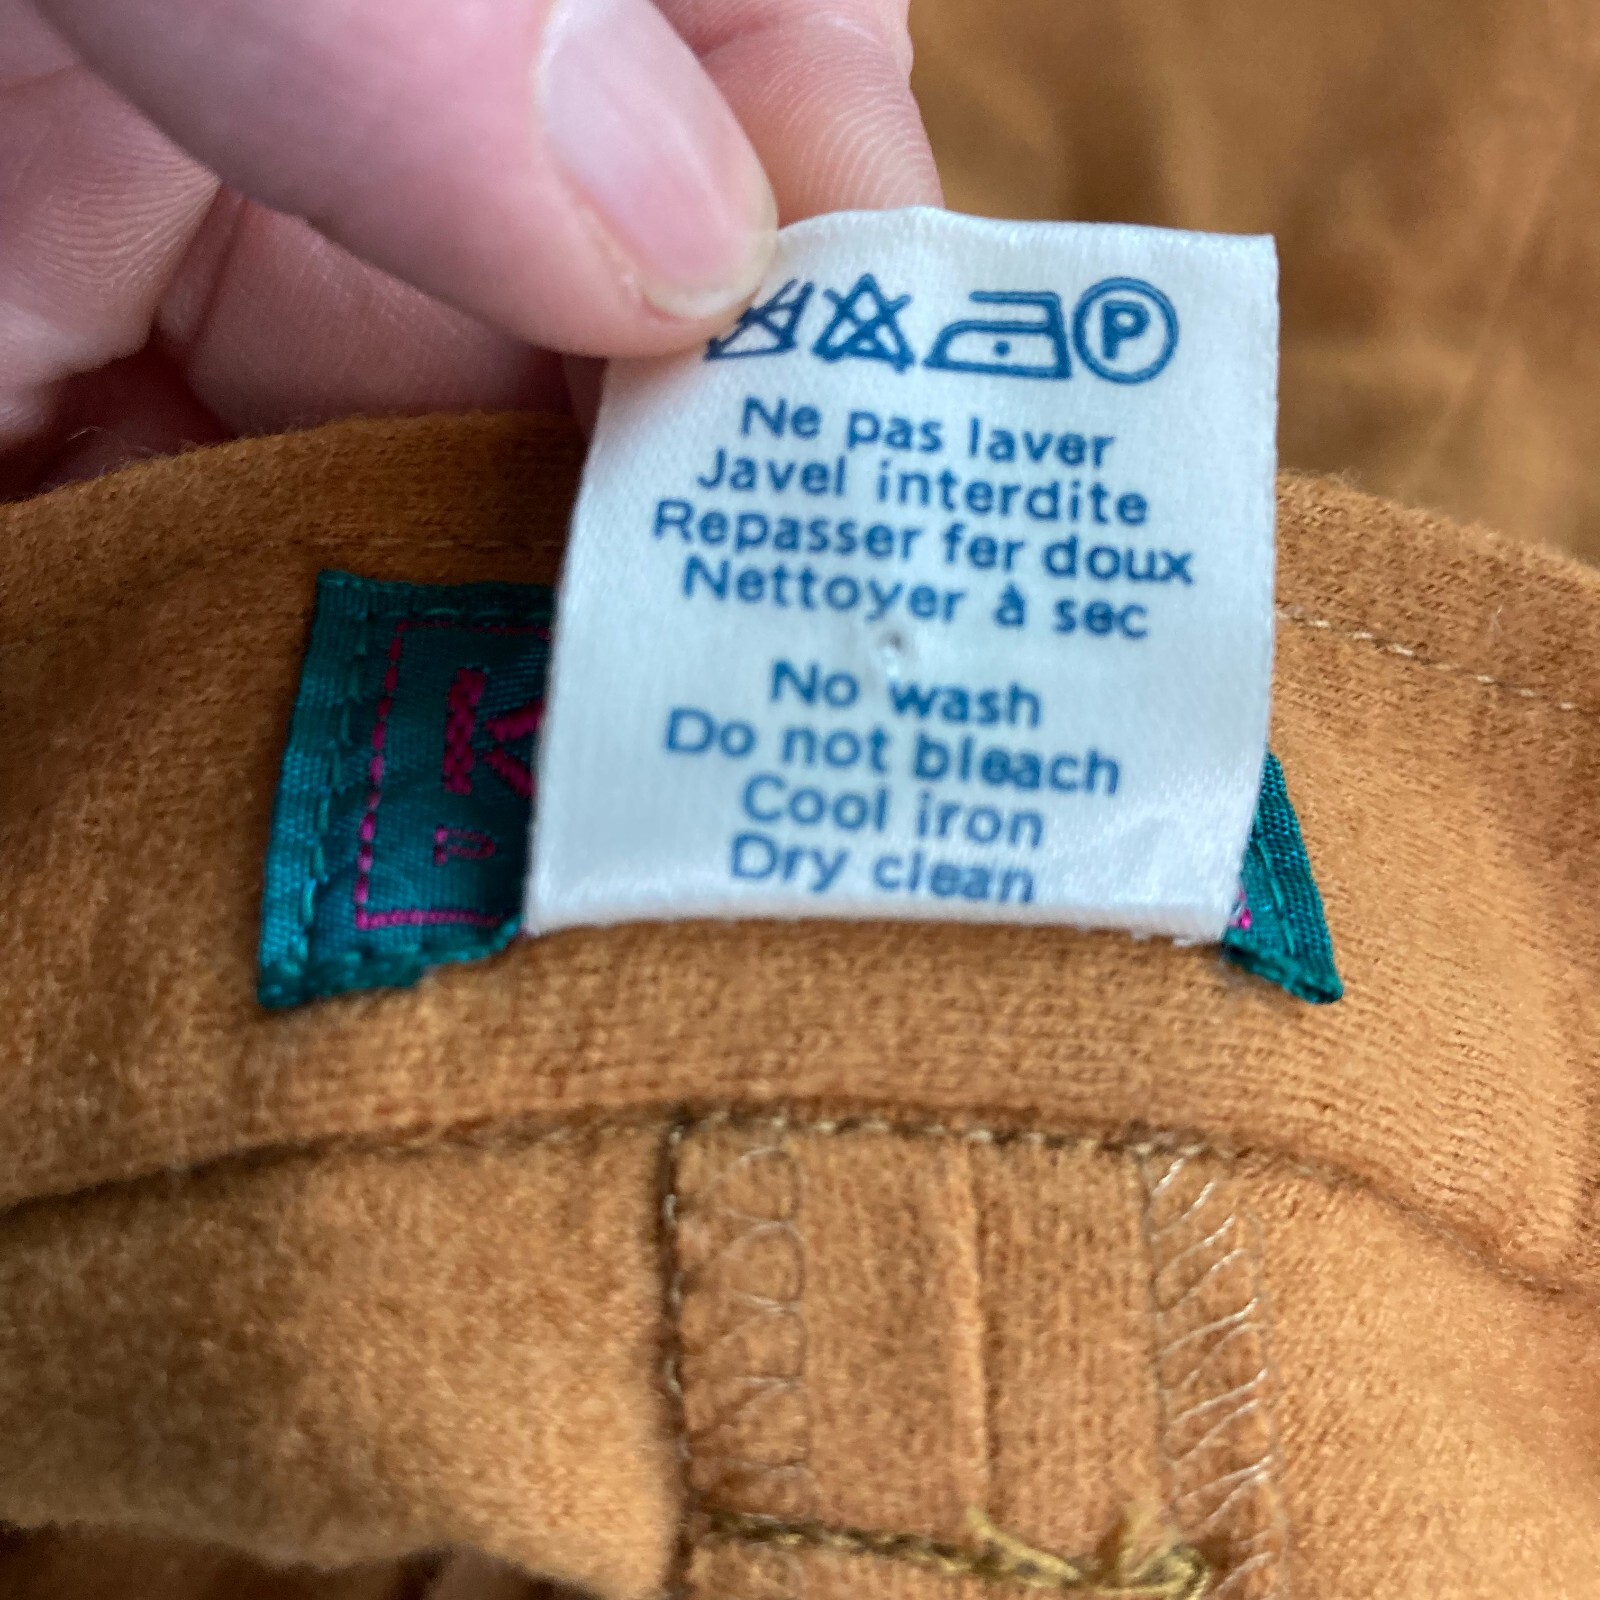 P
Ne pas laver
Javel interdite
Repasser fer doux
Nettoyer à sec
No wash
Do not bleach
Cool iron
Dry clean
K
P